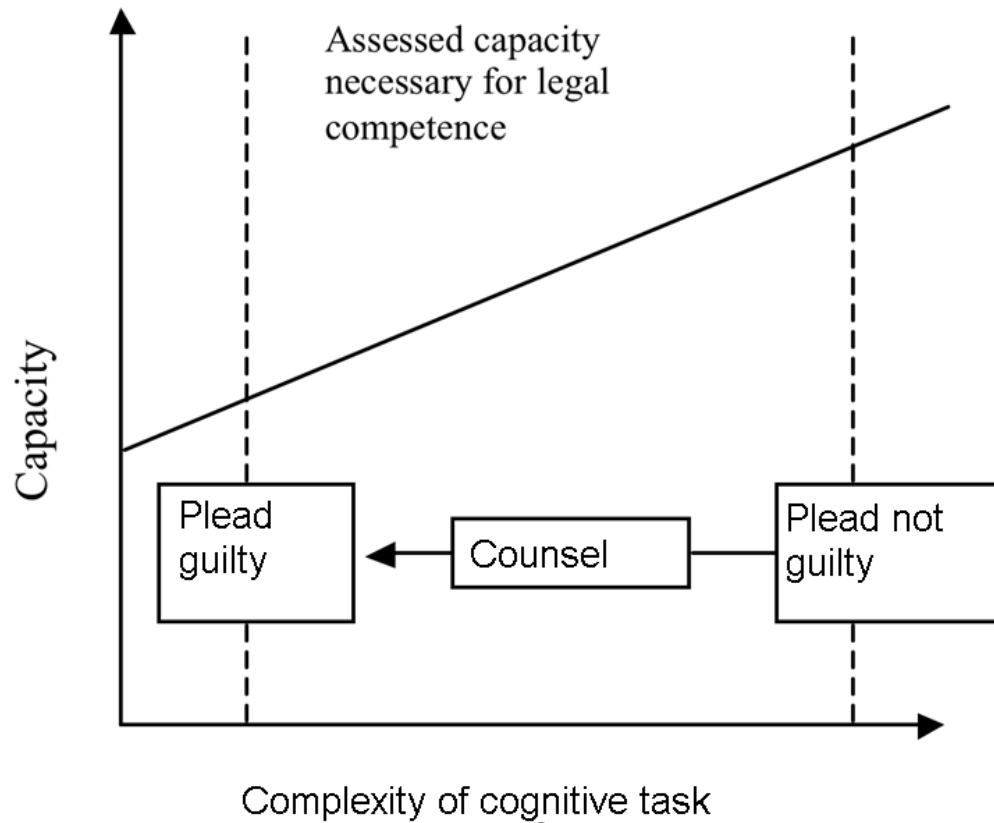 Assessed capacity
necessary for legal
competence
Capacity
Plead
guilty
Counsel
Plead not
guilty
Complexity of cognitive task